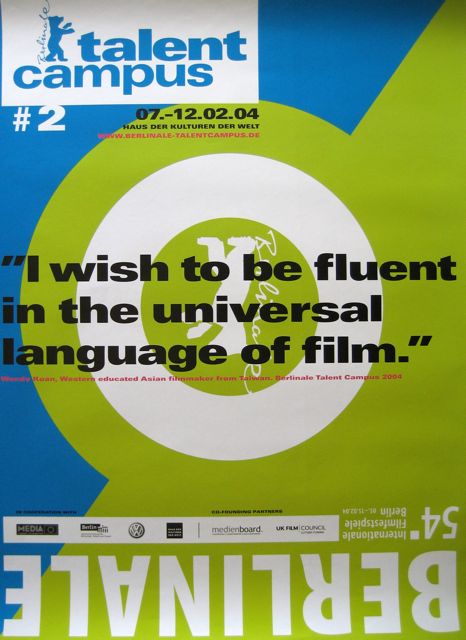 Berlinale
talent
campus
#2
07.-12.02.04
HAUS DER KULTUREN DER WELT
WWW.BERLINALE-TALENTCAMPUS.DE
Berlinale
"I wish to be fluent
in the universal
language of film."
Wendy Kuan, Western educated Asian filmmaker from Taiwan. Berlinale Talent Campus 2004
IN COOPERATION WITH
CO-FOUNDING PARTNERS
MEDIA
Berlin
medienboard.
UK FILM COUNCIL
54.
Internationale
Filmfestspiele
Berlin 05.-15.02.04
BERLINALE